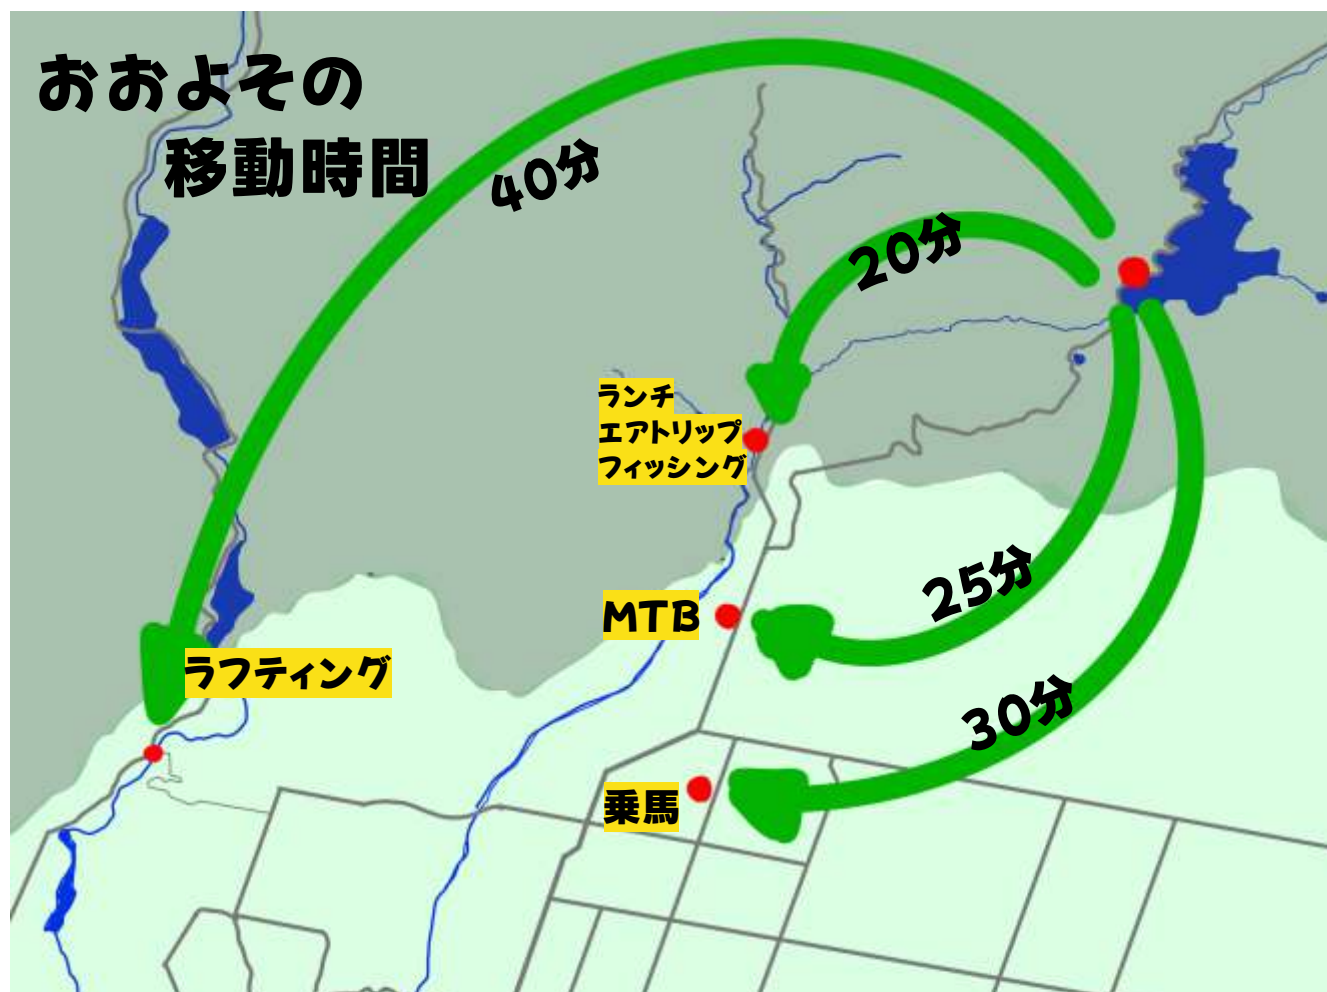 おおよその
移動時間
40分
20分
ランチ
エアトリップ
フィッシング
25分
MTB
ラフティング
30分
乗馬